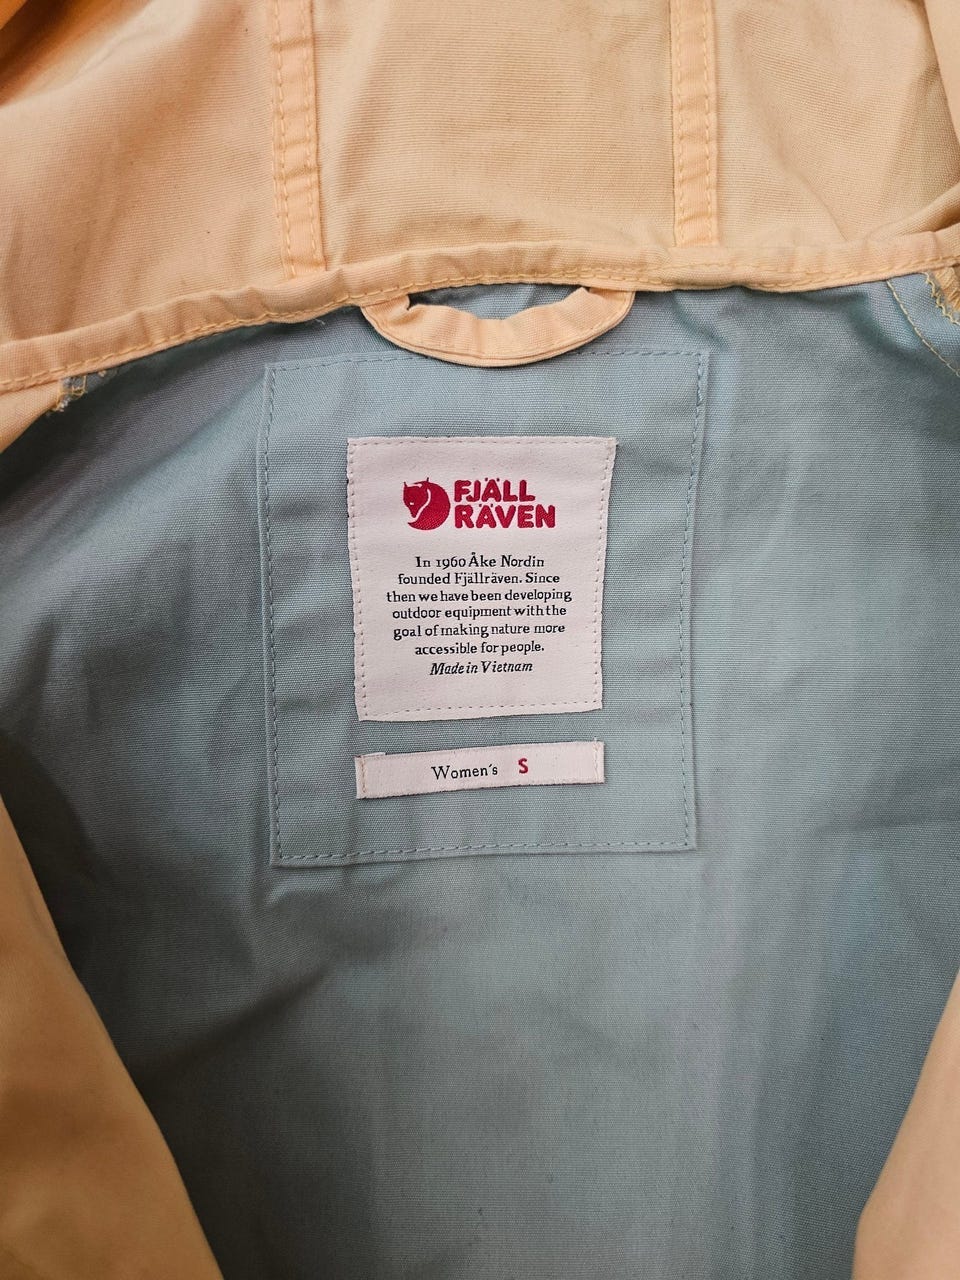 FJÄLL
RÄVEN
In 1960 Åke Nordin
founded Fjällräven. Since
then we have been developing
outdoor equipment with the
goal of making nature more
accessible for people.
Made in Vietnam
Women's S